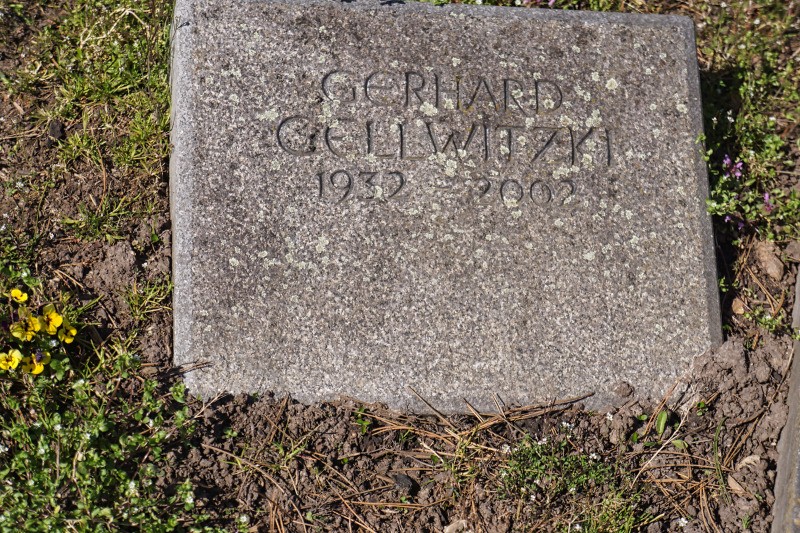 GERHARD
GELLWITZKI
1932 - 2002